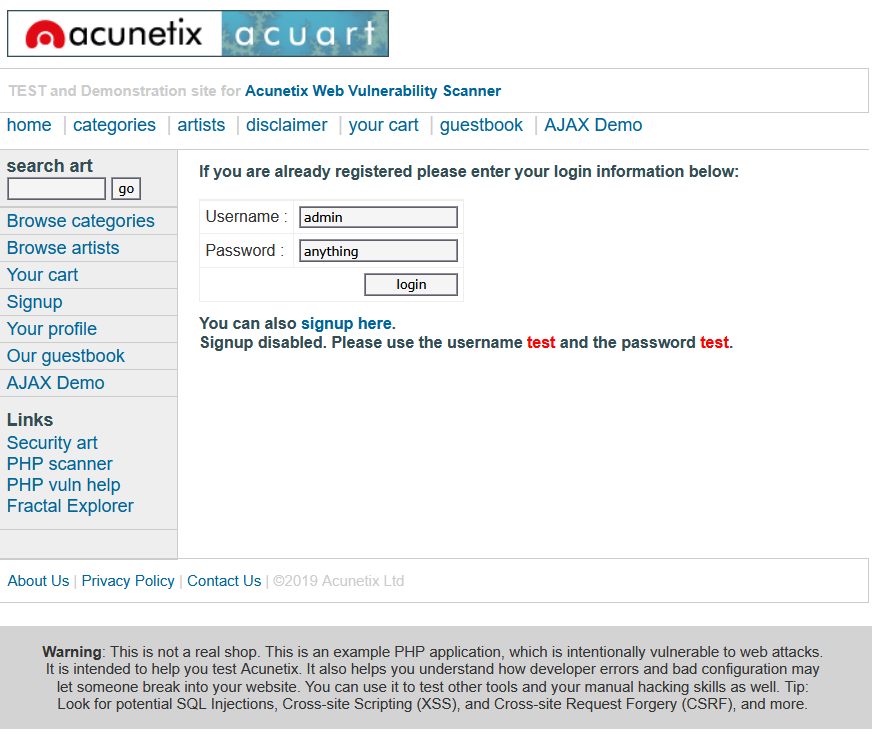 acunetix acuart
TEST and Demonstration site for Acunetix Web Vulnerability Scanner
home | categories | artists | disclaimer | your cart | guestbook | AJAX Demo
search art
go
Browse categories
Browse artists
Your cart
Signup
Your profile
Our guestbook
AJAX Demo
Links
Security art
PHP scanner
PHP vuln help
Fractal Explorer
If you are already registered please enter your login information below:
Username : admin
Password : anything
login
You can also signup here.
Signup disabled. Please use the username test and the password test.
About Us | Privacy Policy | Contact Us | ©2019 Acunetix Ltd
Warning: This is not a real shop. This is an example PHP application, which is intentionally vulnerable to web attacks.
It is intended to help you test Acunetix. It also helps you understand how developer errors and bad configuration may
let someone break into your website. You can use it to test other tools and your manual hacking skills as well. Tip:
Look for potential SQL Injections, Cross-site Scripting (XSS), and Cross-site Request Forgery (CSRF), and more.